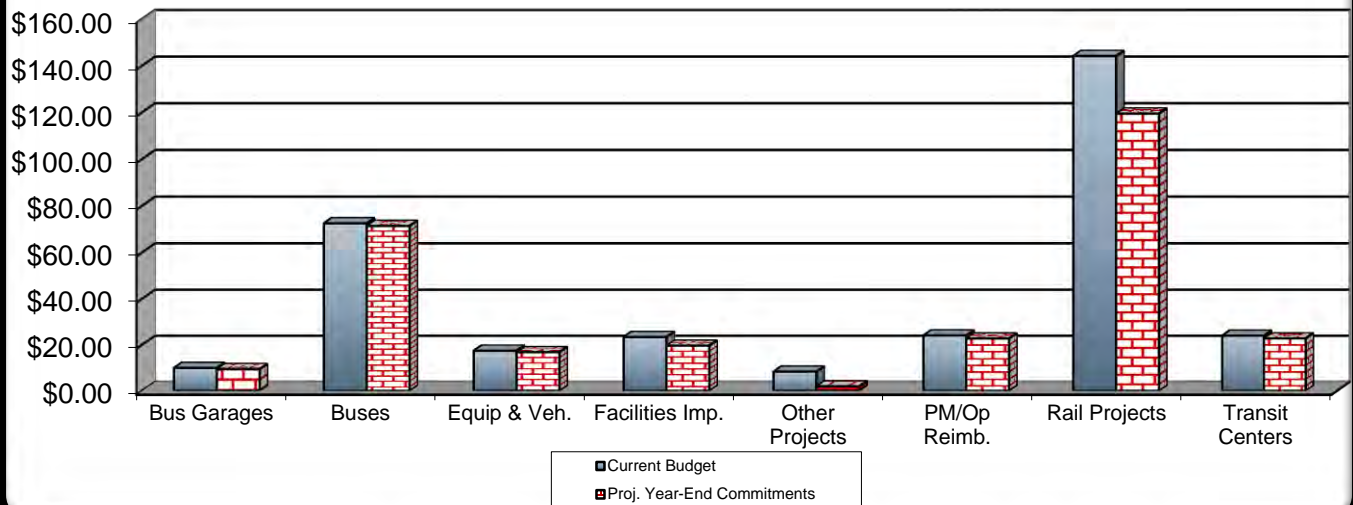 $160.00
$140.00
$120.00
$100.00
$80.00
$60.00
$40.00
$20.00
$0.00
Bus Garages
Buses
Equip & Veh.
Facilities Imp.
Other
Projects
PM/Op
Reimb.
Rail Projects
Transit
Centers
Current Budget
Proj. Year-End Commitments